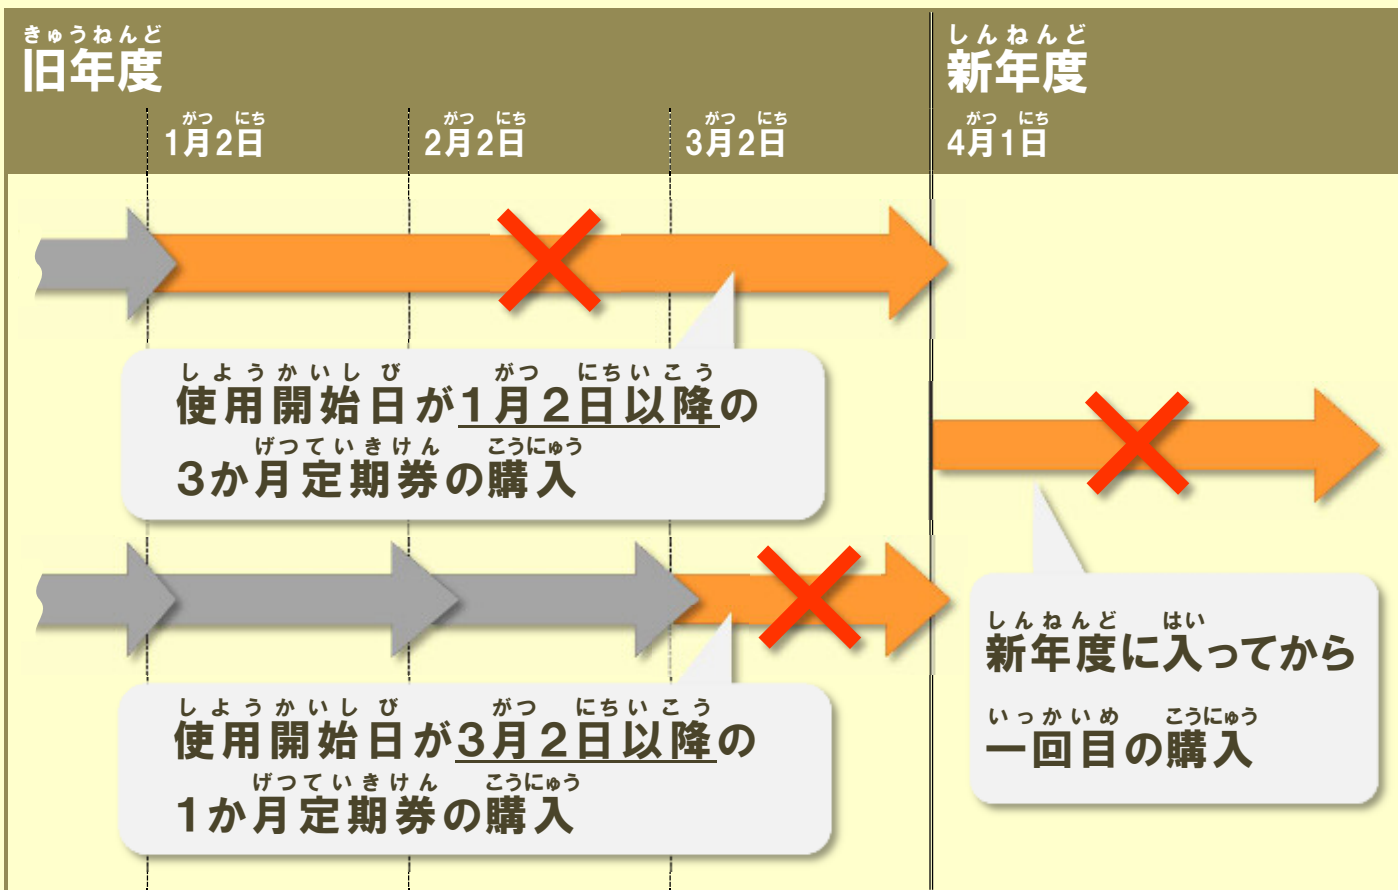 きゅうねんど
旧年度
しんねんど
新年度
がつ にち
1月2日
がつ にち
2月2日
がつ にち
3月2日
がつ にち
4月1日
しようかいし び がつ にちいこう
使用開始日が1月2日以降の
げつていきけん こうにゅう
3か月定期券の購入
しようかいし び がつ にちいこう
使用開始日が3月2日以降の
げつていきけん こうにゅう
1か月定期券の購入
しんねんど はい
新年度に入ってから
いっかいめ こうにゅう
一回目の購入